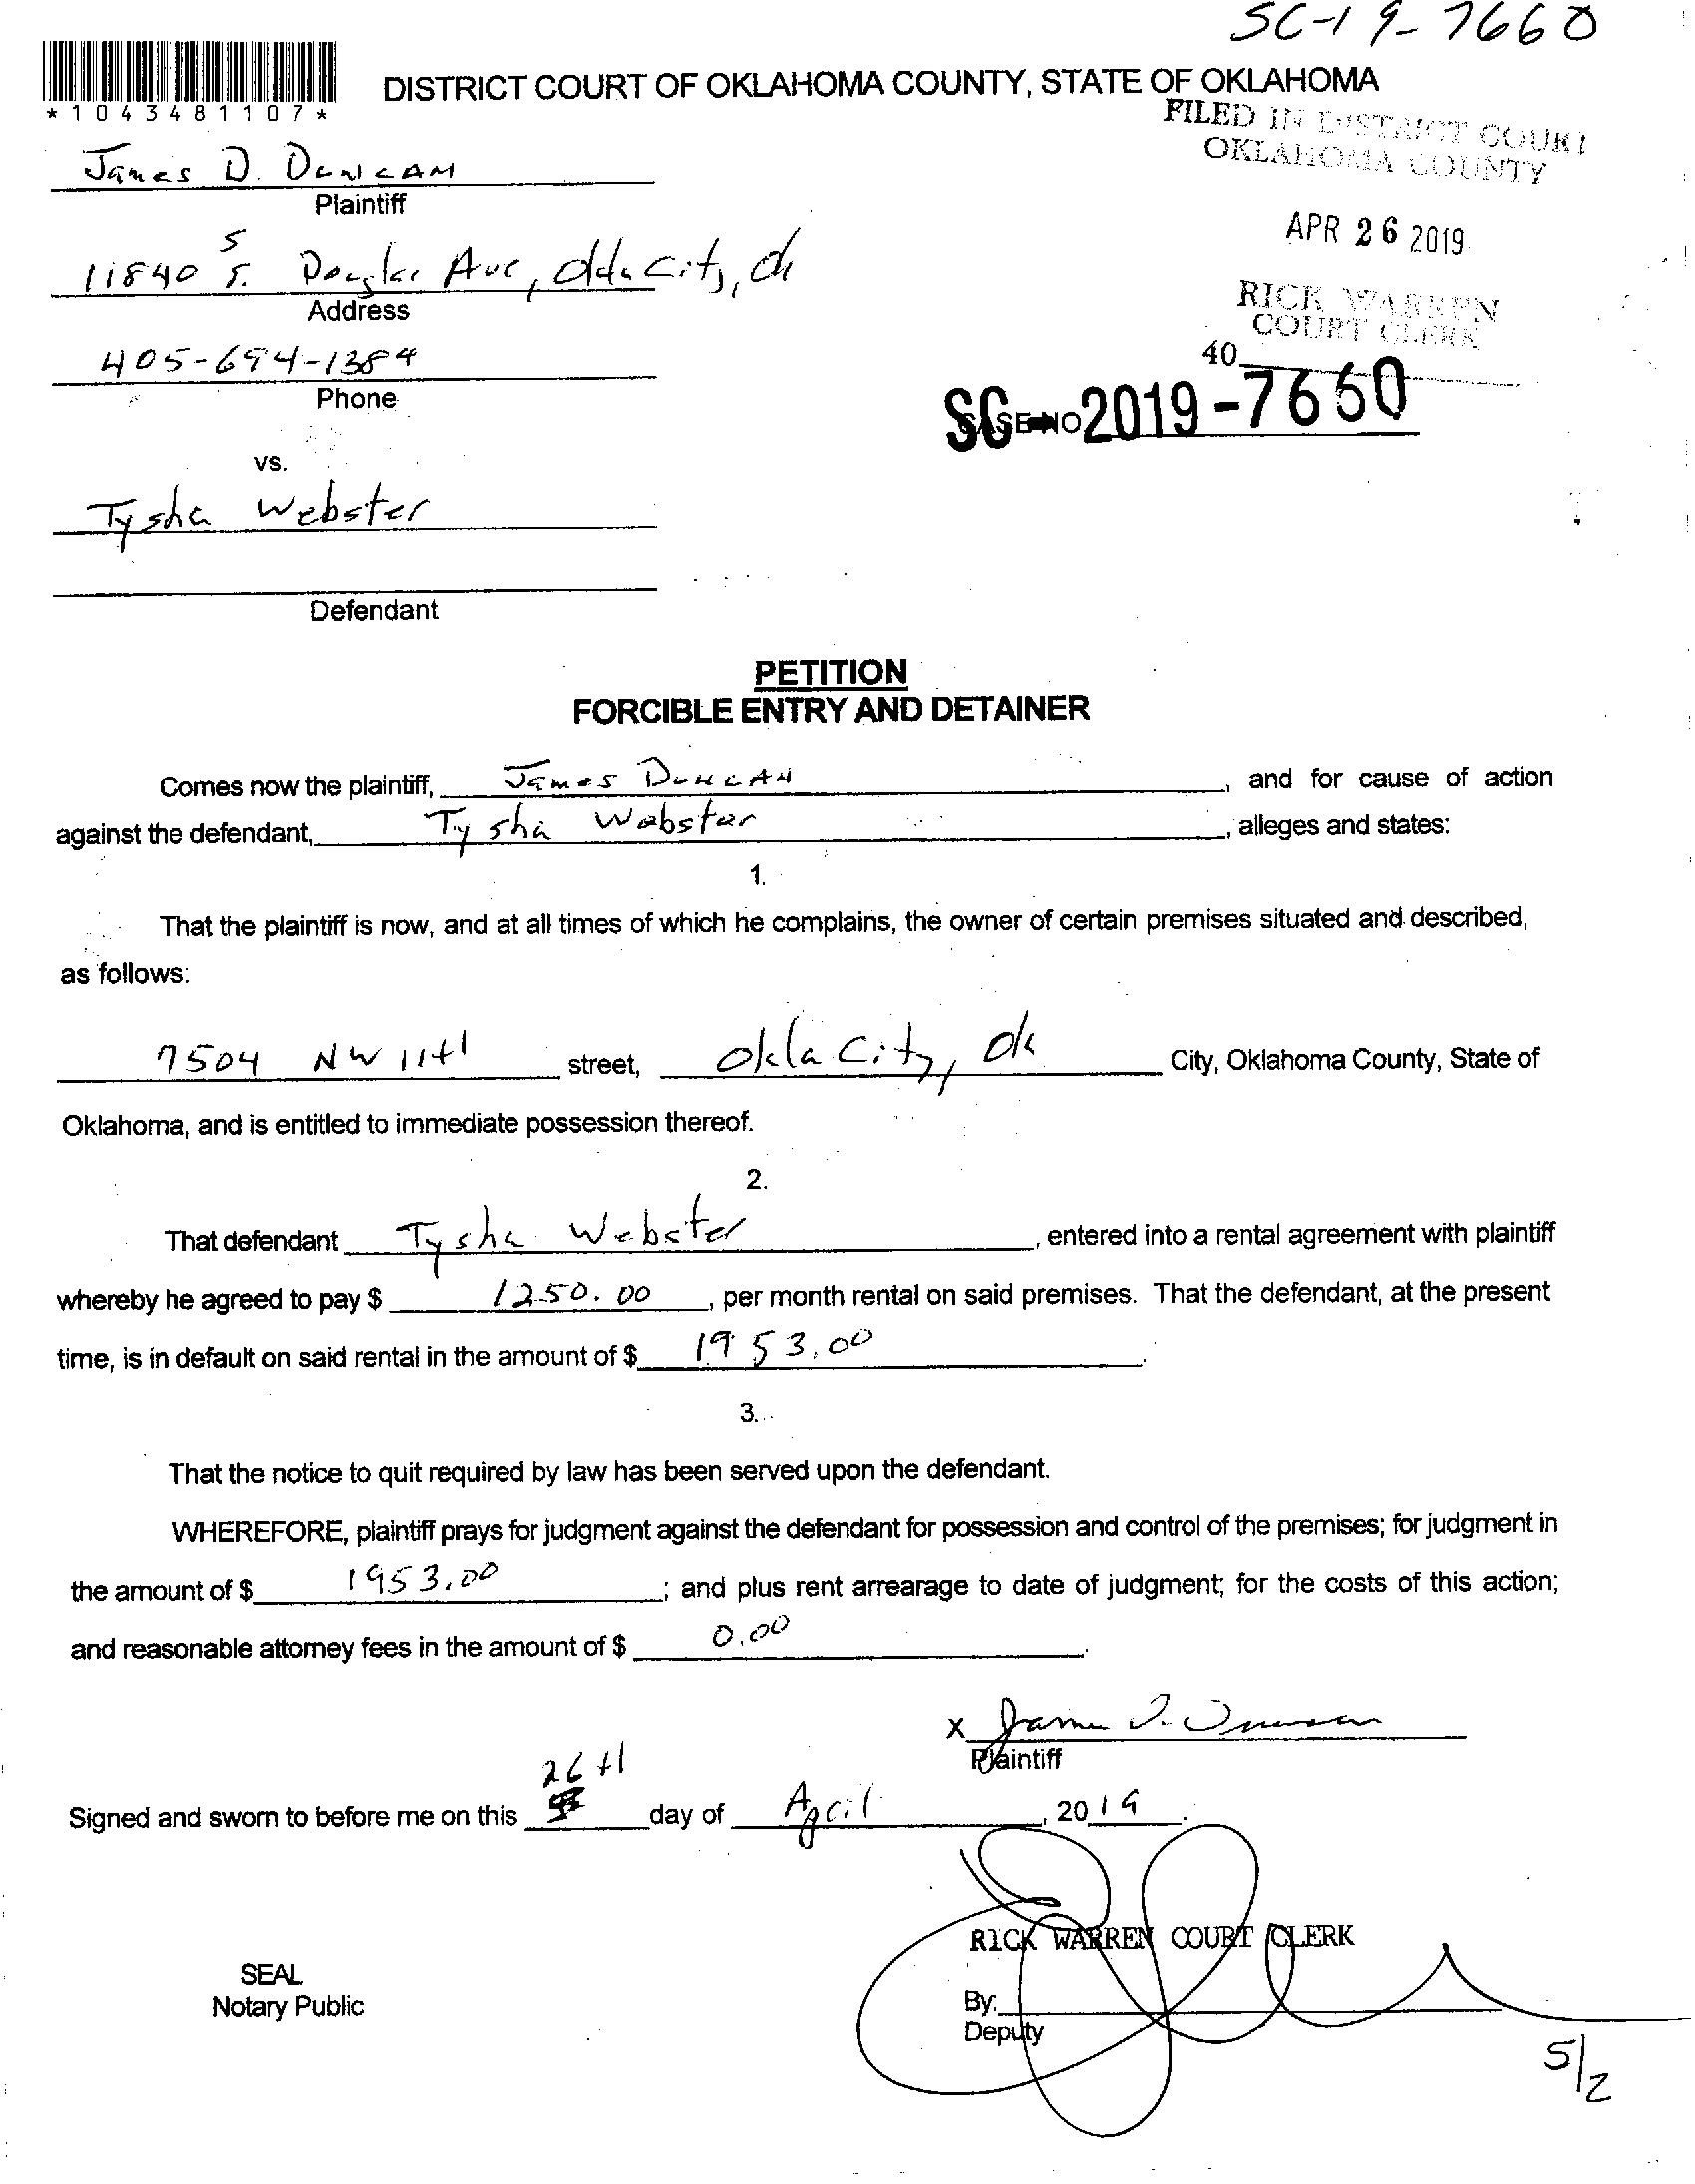 SC-19-7660
*1043481107*
DISTRICT COURT OF OKLAHOMA COUNTY, STATE OF OKLAHOMA
FILED IN DISTRICT COURT
OKLAHOMA COUNTY
James D. Duncan
Plaintiff
APR 26 2019
S
11840 S. Douglas Ave, Okla City, Ok
Address
RICK WARREN
COURT CLERK
40
405-694-1384
Phone
SC CASE NO 2019-7660
vs.
Tysha Webster
Defendant
PETITION
FORCIBLE ENTRY AND DETAINER
Comes now the plaintiff, James Duncan, and for cause of action
against the defendant, Tysha Webster, alleges and states:
1.
That the plaintiff is now, and at all times of which he complains, the owner of certain premises situated and described,
as follows:
7504 NW 11th street, Okla City, Ok City, Oklahoma County, State of
Oklahoma, and is entitled to immediate possession thereof.
2.
That defendant Tysha Webster, entered into a rental agreement with plaintiff
whereby he agreed to pay $ 1250.00, per month rental on said premises. That the defendant, at the present
time, is in default on said rental in the amount of $ 1953.00.
3.
That the notice to quit required by law has been served upon the defendant.
WHEREFORE, plaintiff prays for judgment against the defendant for possession and control of the premises; for judgment in
the amount of $ 1953.00; and plus rent arrearage to date of judgment; for the costs of this action;
and reasonable attorney fees in the amount of $ 0.00.
x James D. Duncan
Plaintiff
26th
Signed and sworn to before me on this day of April, 2019.
RICK WARREN COURT CLERK
SEAL
Notary Public
By:
Deputy
5/2